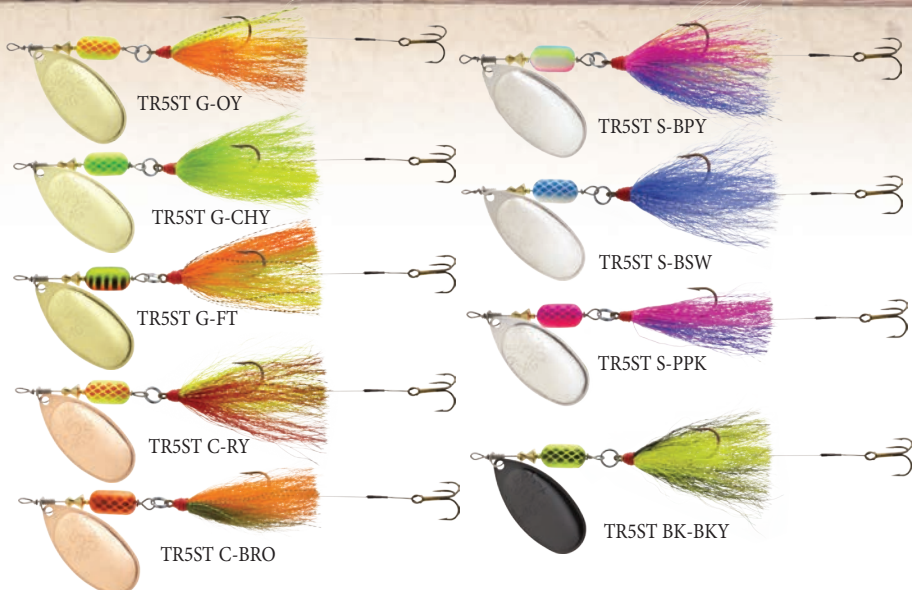 TR5ST G-OY
TR5ST G-CHY
TR5ST G-FT
TR5ST C-RY
TR5ST C-BRO
TR5ST S-BPY
TR5ST S-BSW
TR5ST S-PPK
TR5ST BK-BKY